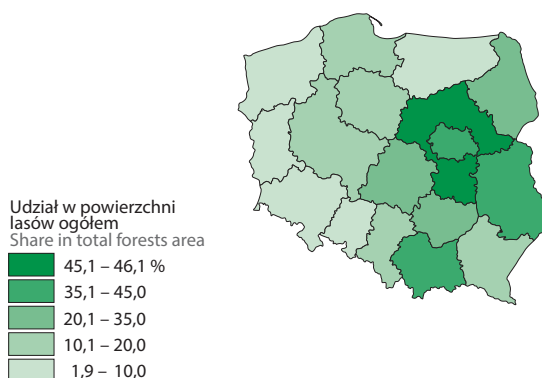 Udział w powierzchni
lasów ogółem
Share in total forests area
45,1 – 46,1 %
35,1 – 45,0
20,1 – 35,0
10,1 – 20,0
1,9 – 10,0